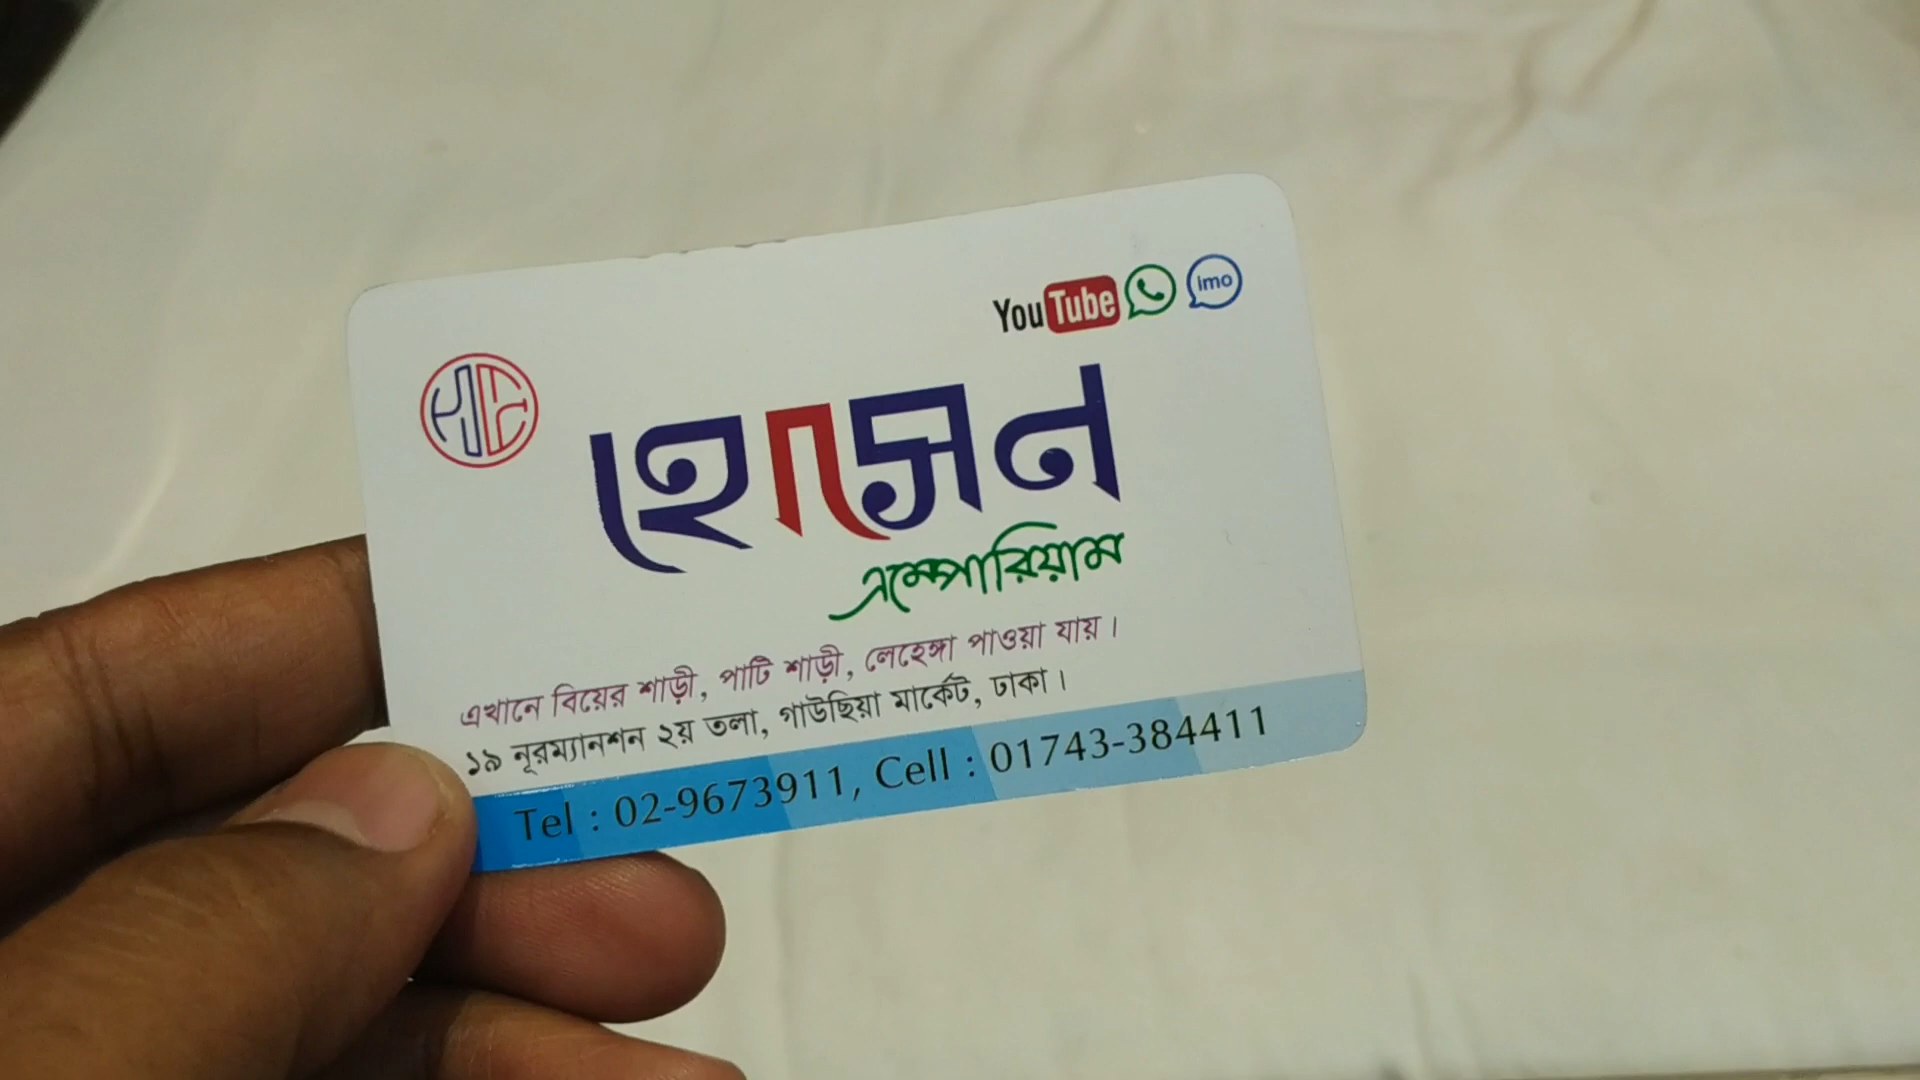 YouTube imo
হোসেন
এম্পোরিয়াম
এখানে বিয়ের শাড়ী, পাটি শাড়ী, লেহেঙ্গা পাওয়া যায় ।
১৯ নূরম্যানশন ২য় তলা, গাউছিয়া মার্কেট, ঢাকা ।
Tel : 02-9673911, Cell : 01743-384411